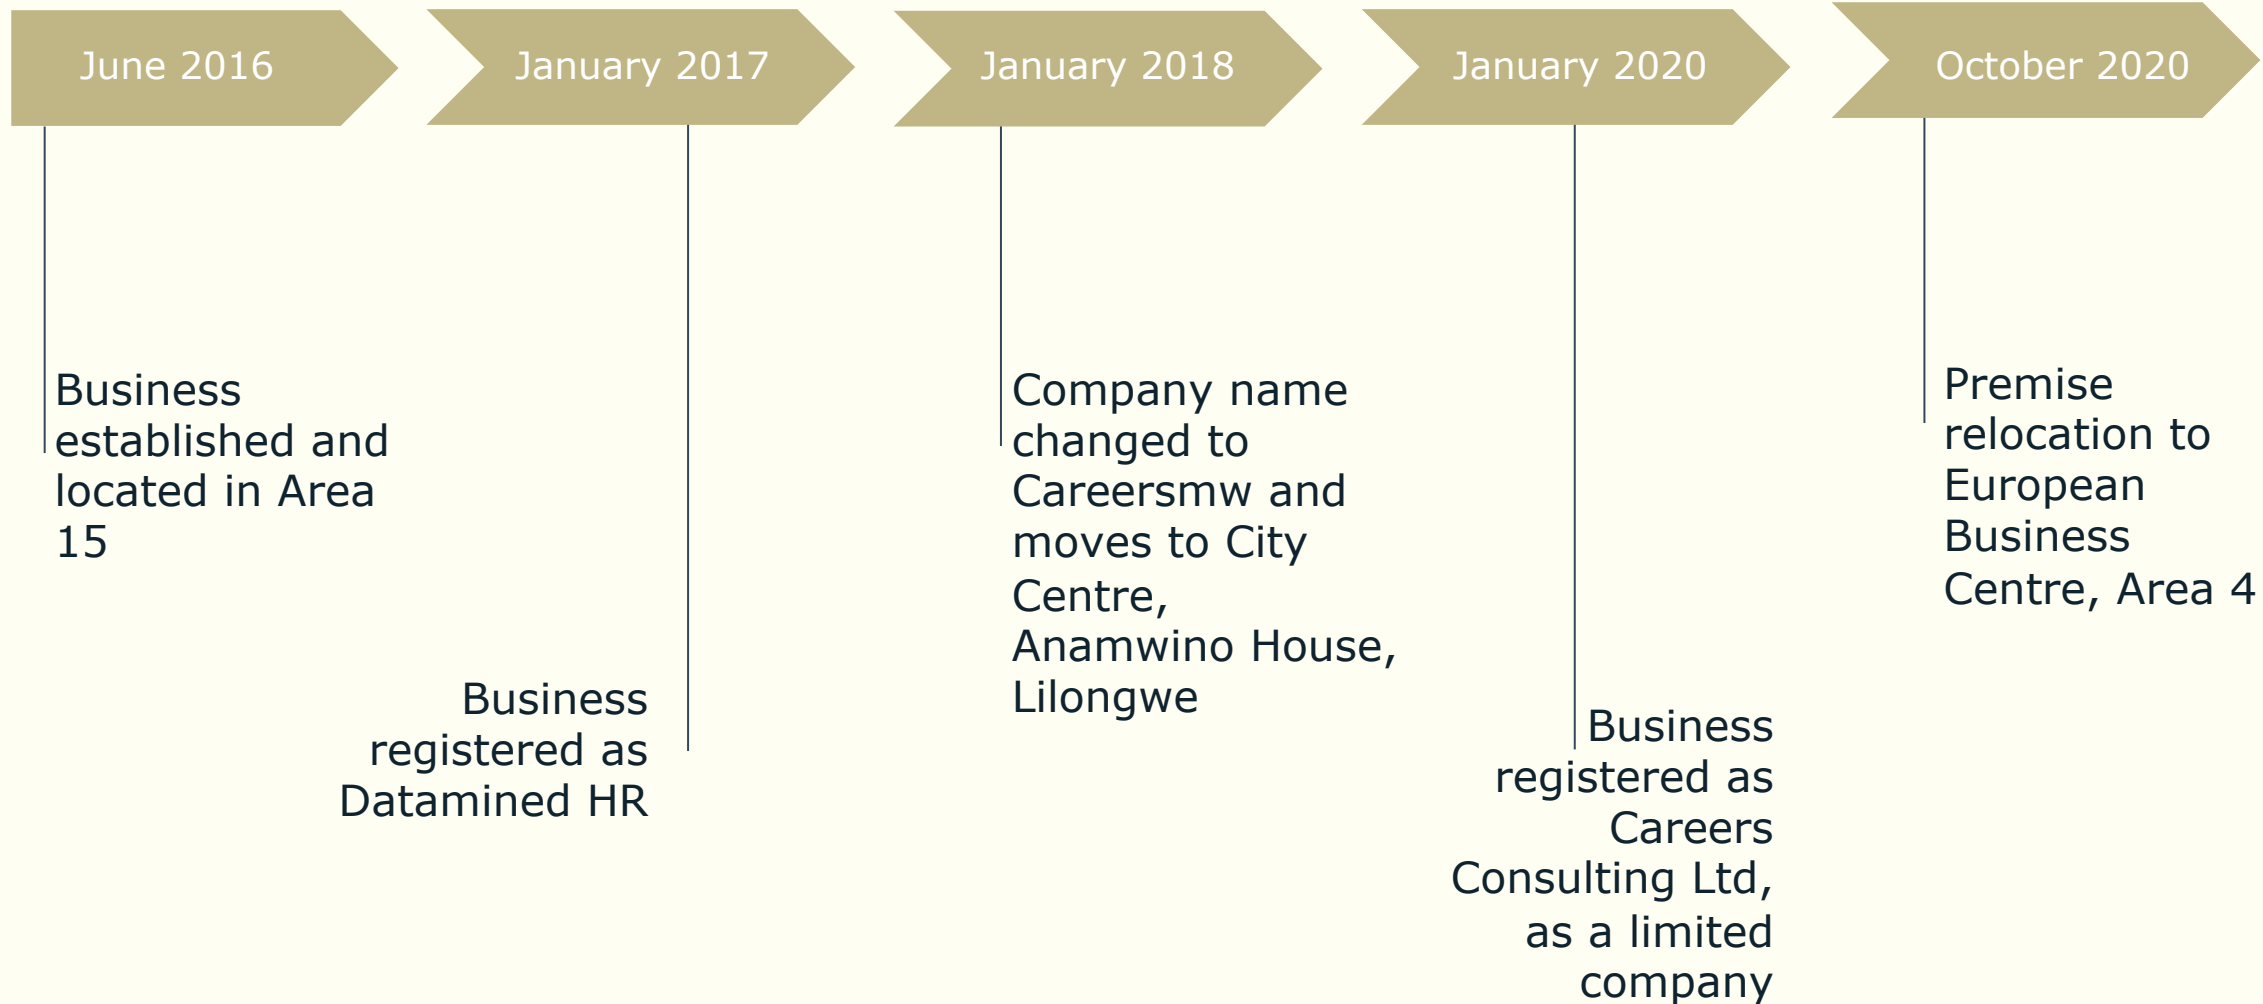 June 2016
January 2017
January 2018
January 2020
October 2020
Business
established and
located in Area
15
Business
registered as
Datamined HR
Company name
changed to
Careersmw and
moves to City
Centre,
Anamwino House,
Lilongwe
Business
registered as
Careers
Consulting Ltd,
as a limited
company
Premise
relocation to
European
Business
Centre, Area 4